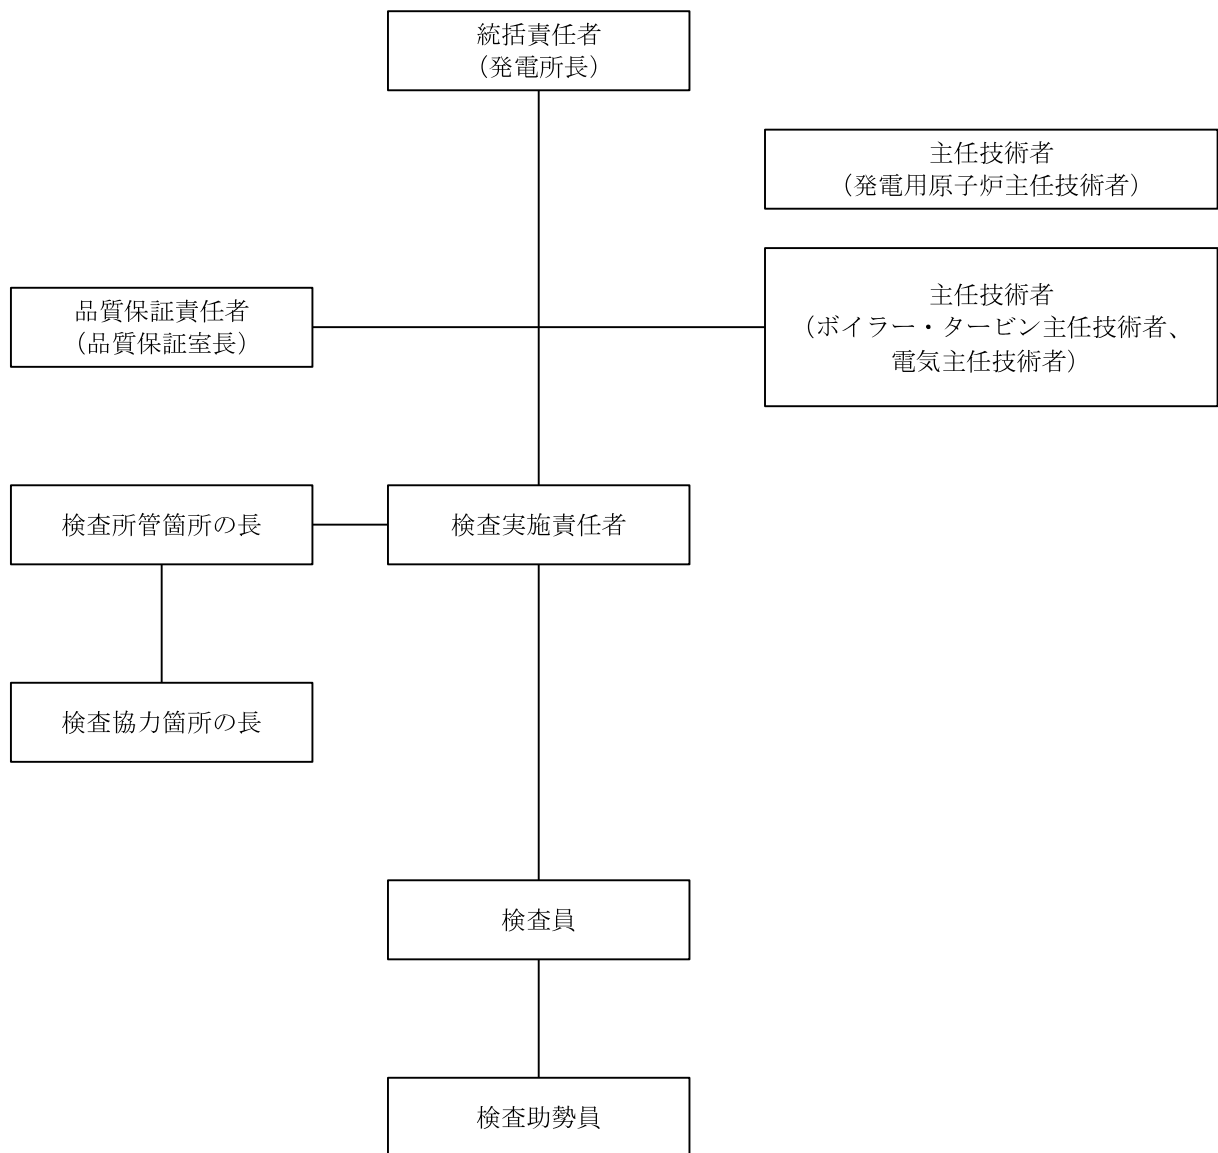 統括責任者
（発電所長）
主任技術者
（発電用原子炉主任技術者）
主任技術者
（ボイラー・タービン主任技術者、
電気主任技術者）
品質保証責任者
（品質保証室長）
検査所管箇所の長
検査実施責任者
検査協力箇所の長
検査員
検査助勢員